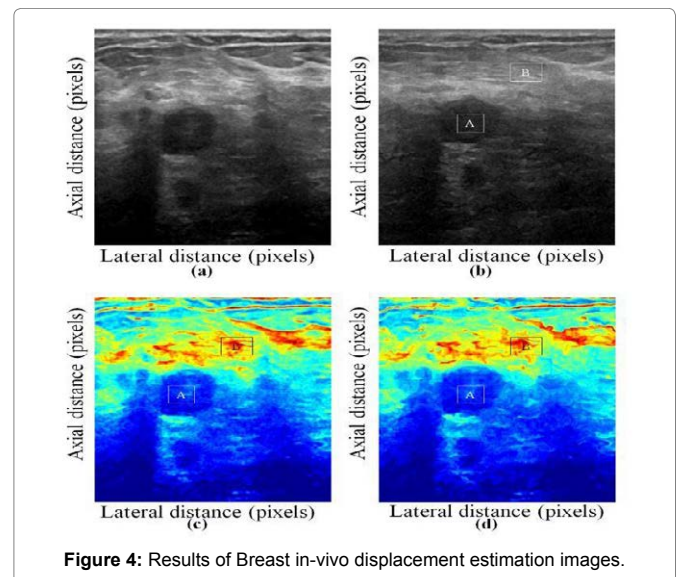 Axial distance (pixels)
Lateral distance (pixels)
(a)
Axial distance (pixels)
B
A
Lateral distance (pixels)
(b)
Axial distance (pixels)
A
Lateral distance (pixels)
(c)
Axial distance (pixels)
A
Lateral distance (pixels)
(d)
Figure 4: Results of Breast in-vivo displacement estimation images.